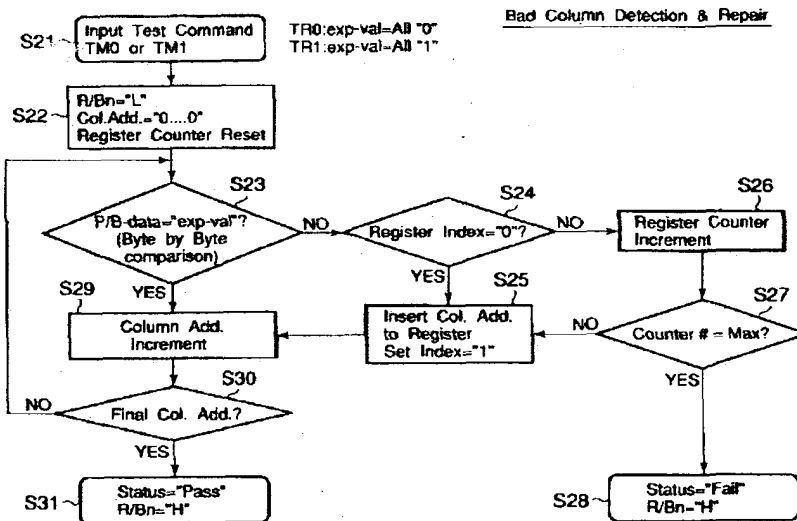 Bad Column Detection & Repair
S21
Input Test Command
TM0 or TM1
TR0:exp-val=All "0"
TR1:exp-val=All "1"
S22
R/Bn="L"
Col.Add.="0....0"
Register Counter Reset
S23
P/B-data="exp-val"?
(Byte by Byte
comparison)
NO
YES
S24
Register Index="0"?
NO
YES
S26
Register Counter
Increment
S29
Column Add.
Increment
S25
Insert Col. Add.
to Register
Set Index="1"
NO
S27
Counter # = Max?
YES
S30
NO
Final Col. Add.?
YES
S31
Status="Pass"
R/Bn="H"
S28
Status="Fail"
R/Bn="H"